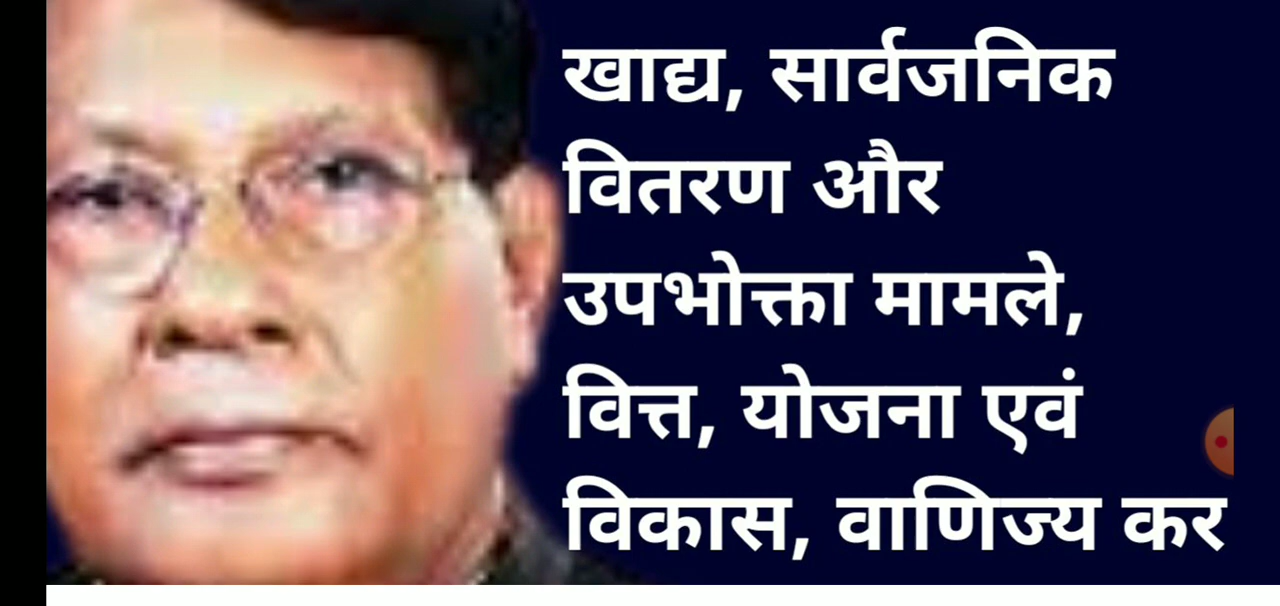 खाद्य, सार्वजनिक
वितरण और
उपभोक्ता मामले,
वित्त, योजना एवं
विकास, वाणिज्य कर